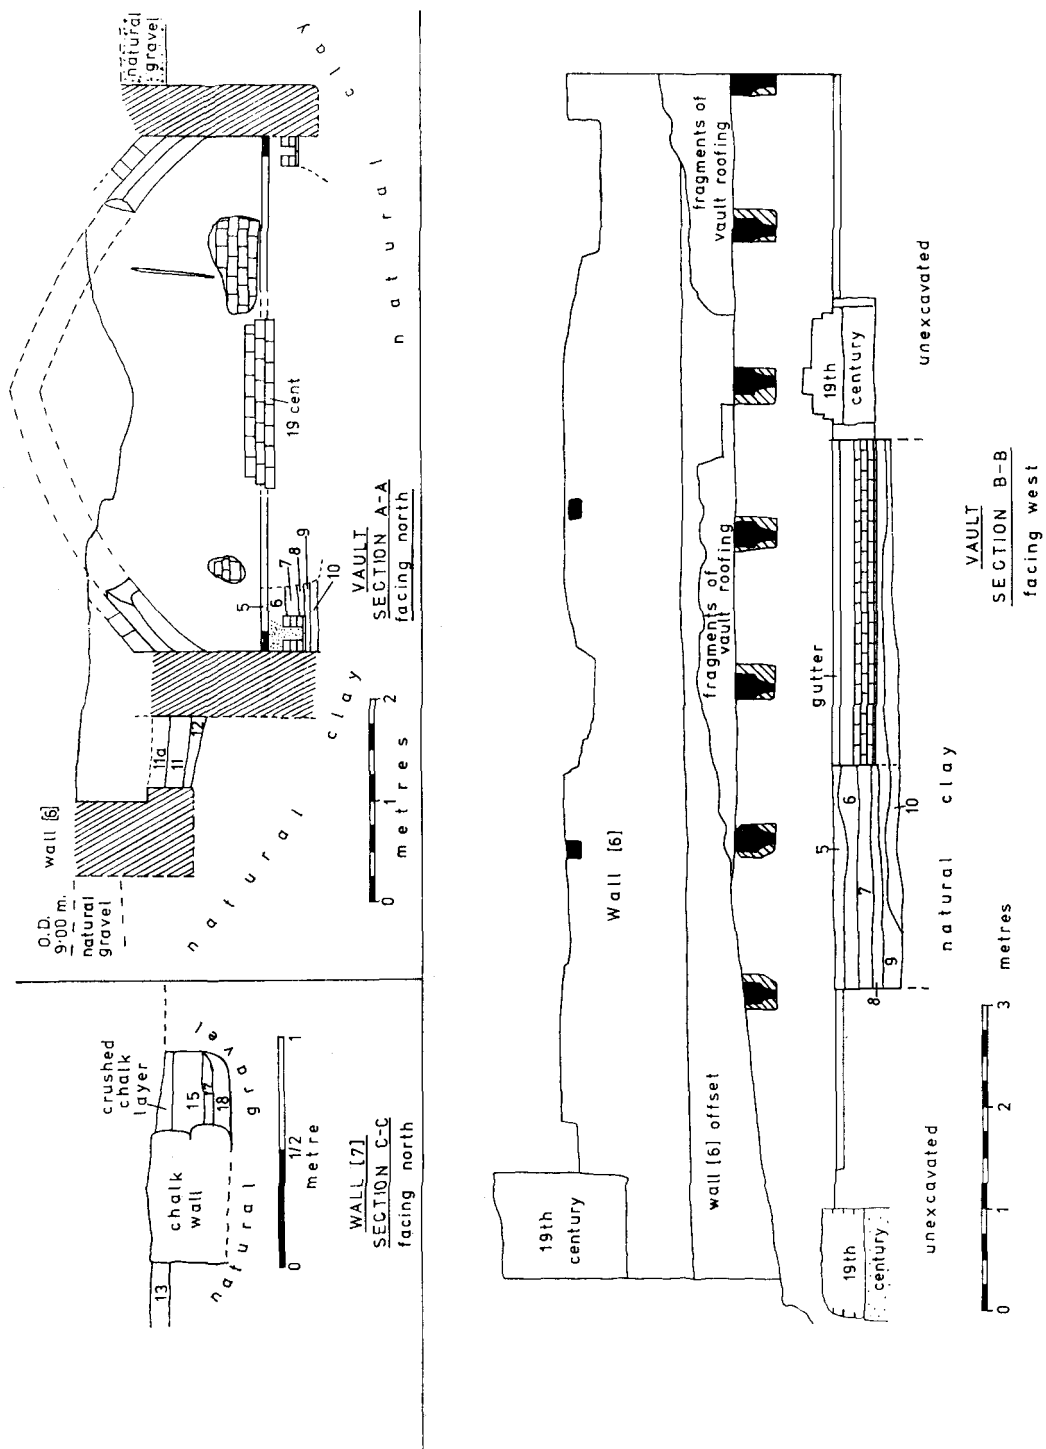 O.D.
9·00 m.
natural
gravel
wall [6]
11a
11
12
natural
clay
5
6
7
8
9
10
19 cent
natural
gravel
natural
clay
0
1
2
metres
VAULT
SECTION A-A
facing north
crushed
chalk
layer
chalk
wall
13
15
17
18
natural
gravel
0
1/2
1
metre
WALL [7]
SECTION C-C
facing north
19th
century
Wall [6]
wall [6] offset
fragments of
vault roofing
fragments of
vault roofing
gutter
5
6
7
8
9
10
19th
century
19th
century
unexcavated
natural clay
unexcavated
0
1
2
3
metres
VAULT
SECTION B-B
facing west